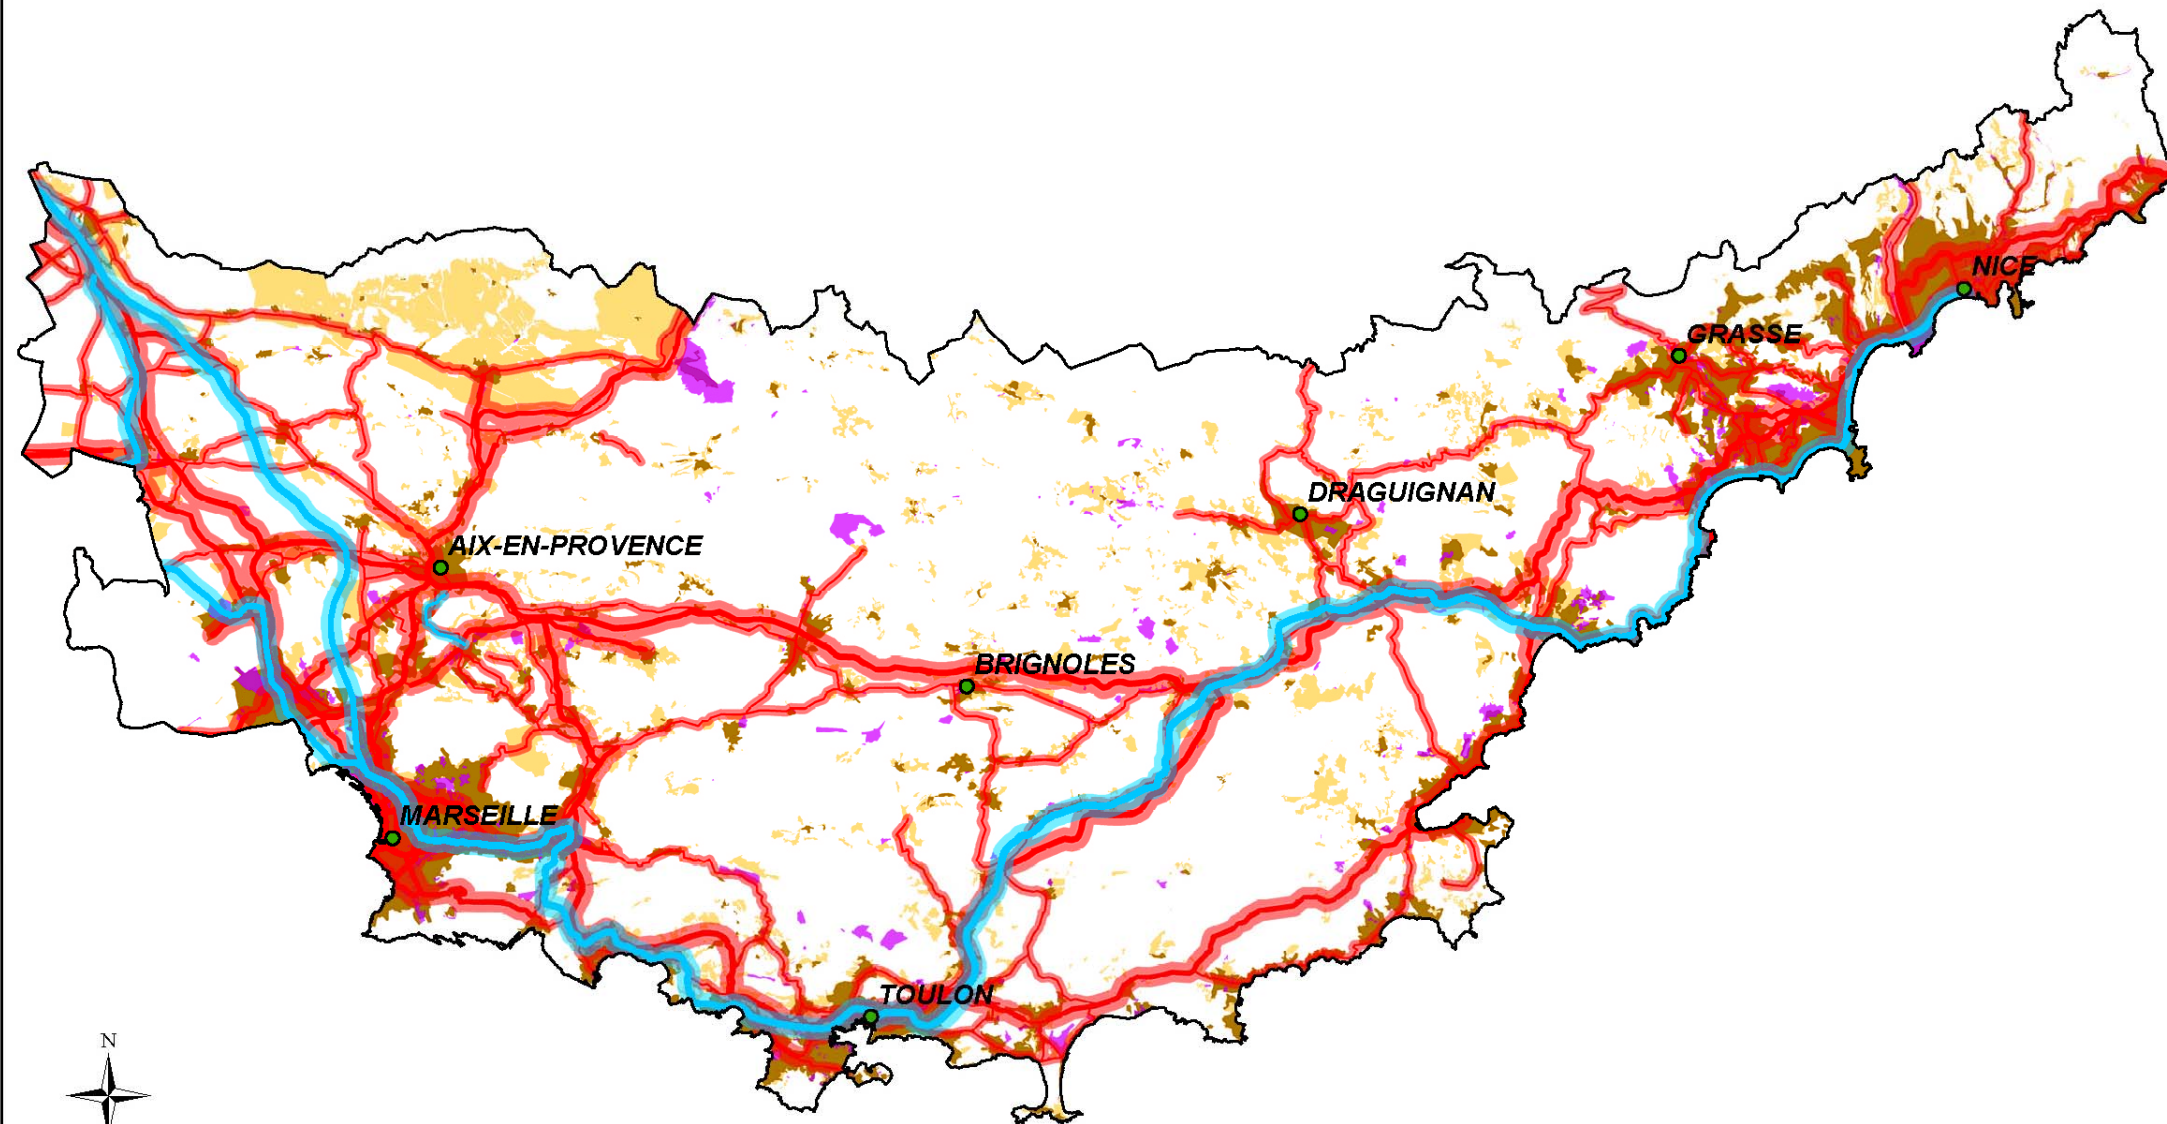 NICE
GRASSE
DRAGUIGNAN
AIX-EN-PROVENCE
BRIGNOLES
MARSEILLE
TOULON
N